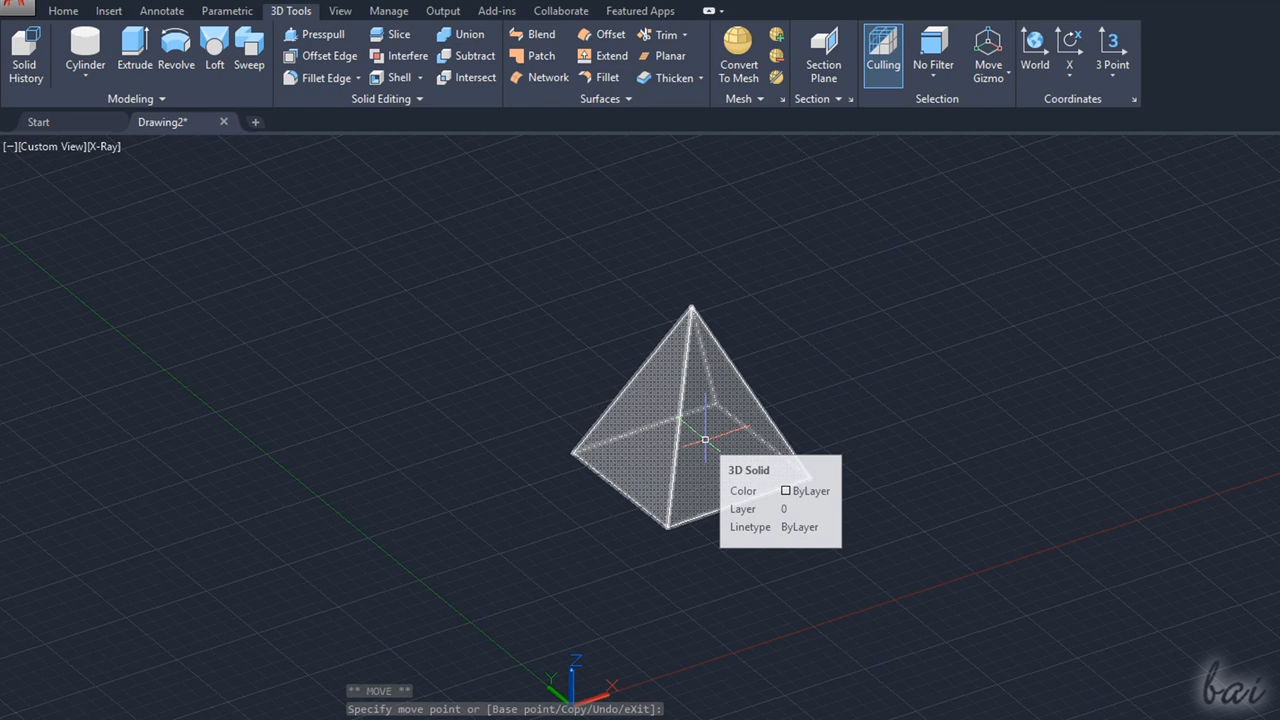 Home Insert Annotate Parametric 3D Tools View Manage Output Add-ins Collaborate Featured Apps
Solid History
Cylinder
Extrude
Revolve
Loft
Sweep
Modeling
Presspull
Offset Edge
Fillet Edge
Slice
Interfere
Shell
Union
Subtract
Intersect
Solid Editing
Blend
Patch
Network
Offset
Extend
Fillet
Trim
Planar
Thicken
Surfaces
Convert To Mesh
Mesh
Section Plane
Section
Culling
No Filter
Move Gizmo
Selection
World
X
3
3 Point
Coordinates
Start
Drawing2*
[−][Custom View][X-Ray]
3D Solid
Color ByLayer
Layer 0
Linetype ByLayer
Z
Y
X
** MOVE **
Specify move point or [Base point/Copy/Undo/eXit]:
bai